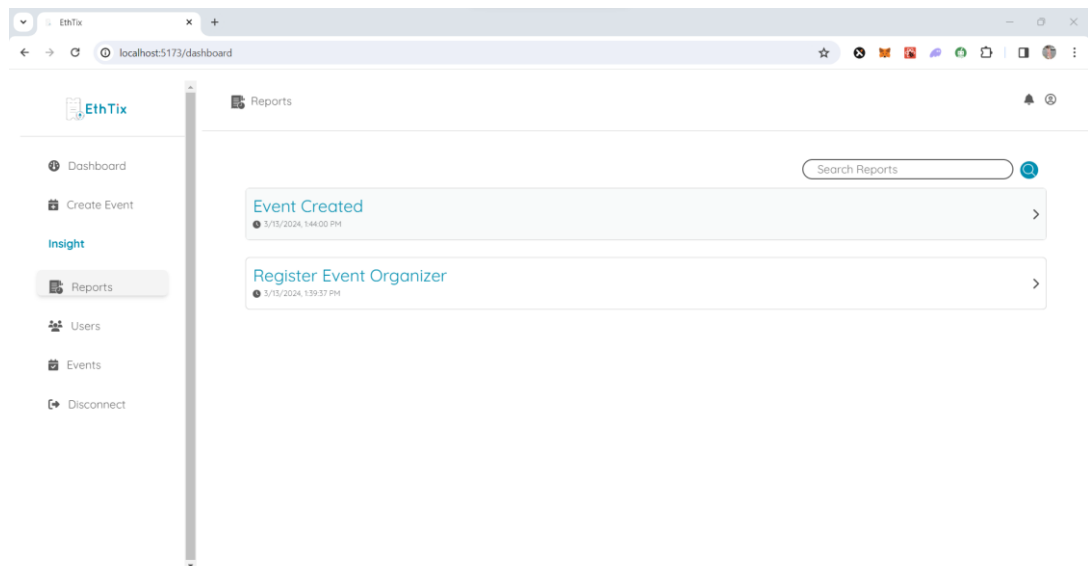 EthTix
localhost:5173/dashboard
EthTix
Reports
Dashboard
Create Event
Insight
Reports
Users
Events
Disconnect
Search Reports
Event Created
3/13/2024, 1:44:00 PM
Register Event Organizer
3/13/2024, 1:39:37 PM